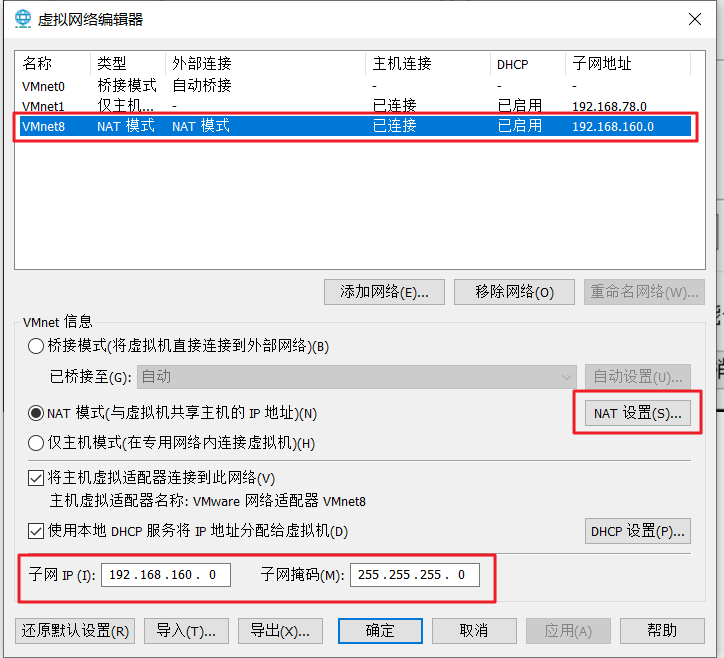 虚拟网络编辑器
名称 类型 外部连接 主机连接 DHCP 子网地址
VMnet0 桥接模式 自动桥接 - - -
VMnet1 仅主机... - 已连接 已启用 192.168.78.0
VMnet8 NAT 模式 NAT 模式 已连接 已启用 192.168.160.0
添加网络(E)... 移除网络(O) 重命名网络(W)...
VMnet 信息
桥接模式(将虚拟机直接连接到外部网络)(B)
已桥接至(G): 自动 自动设置(U)...
NAT 模式(与虚拟机共享主机的 IP 地址)(N) NAT 设置(S)...
仅主机模式(在专用网络内连接虚拟机)(H)
将主机虚拟适配器连接到此网络(V)
主机虚拟适配器名称: VMware 网络适配器 VMnet8
使用本地 DHCP 服务将 IP 地址分配给虚拟机(D) DHCP 设置(P)...
子网 IP (I): 192.168.160. 0 子网掩码(M): 255.255.255. 0
还原默认设置(R) 导入(T)... 导出(X)... 确定 取消 应用(A) 帮助